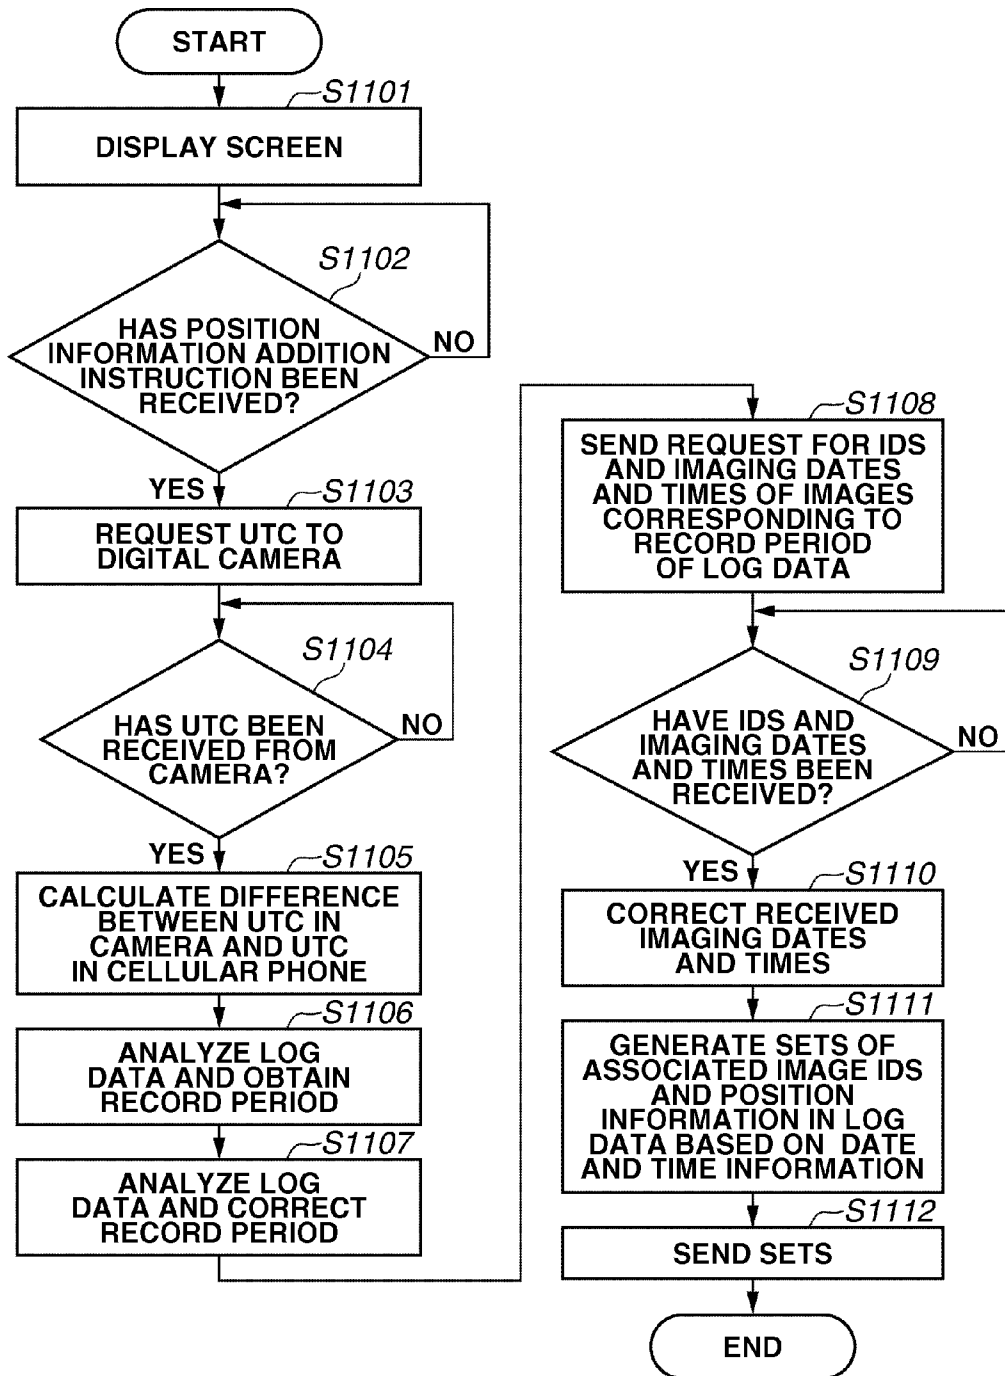 START
S1101
DISPLAY SCREEN
S1102
HAS POSITION
INFORMATION ADDITION
INSTRUCTION BEEN
RECEIVED?
NO
YES
S1103
REQUEST UTC TO
DIGITAL CAMERA
S1104
HAS UTC BEEN
RECEIVED FROM
CAMERA?
NO
YES
S1105
CALCULATE DIFFERENCE
BETWEEN UTC IN
CAMERA AND UTC
IN CELLULAR PHONE
S1106
ANALYZE LOG
DATA AND OBTAIN
RECORD PERIOD
S1107
ANALYZE LOG
DATA AND CORRECT
RECORD PERIOD
S1108
SEND REQUEST FOR IDS
AND IMAGING DATES
AND TIMES OF IMAGES
CORRESPONDING TO
RECORD PERIOD
OF LOG DATA
S1109
HAVE IDS AND
IMAGING DATES
AND TIMES BEEN
RECEIVED?
NO
YES
S1110
CORRECT RECEIVED
IMAGING DATES
AND TIMES
S1111
GENERATE SETS OF
ASSOCIATED IMAGE IDS
AND POSITION
INFORMATION IN LOG
DATA BASED ON DATE
AND TIME INFORMATION
S1112
SEND SETS
END